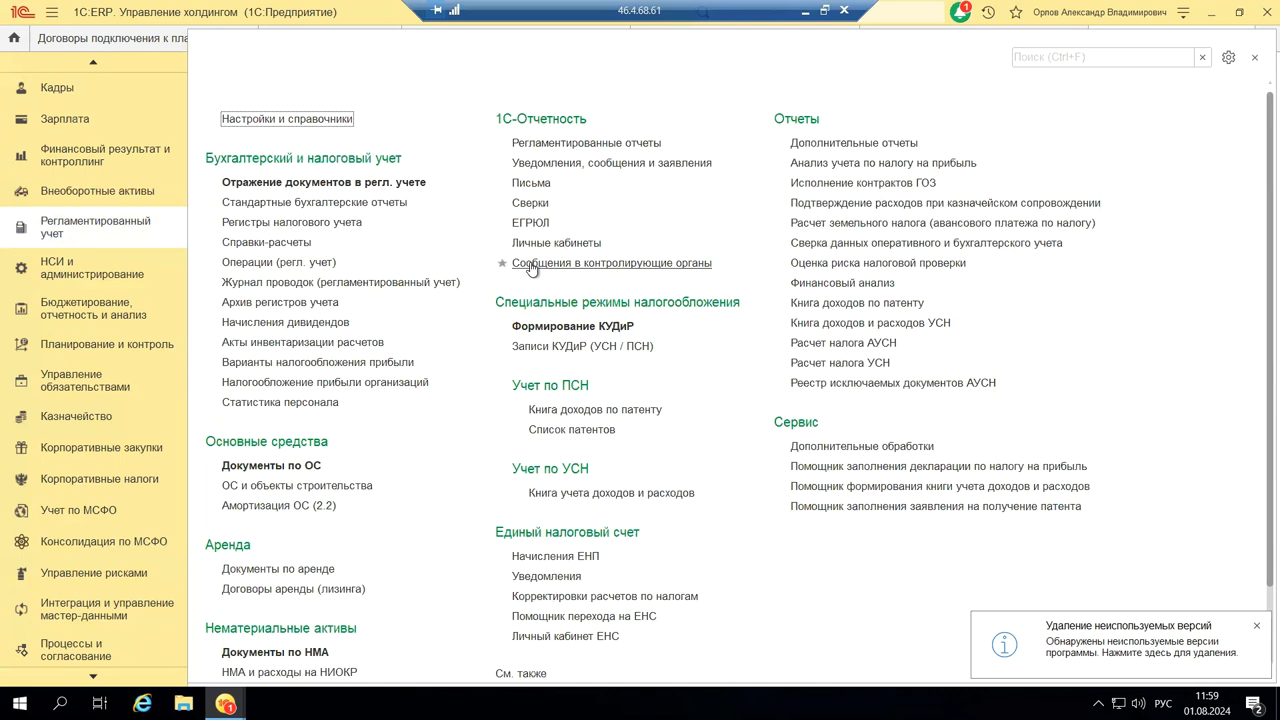 1С:ERP. Управление холдингом (1С:Предприятие)
46.4.68.61
1
Орлов Александр Владимирович
Договоры подключения к пла
Поиск (Ctrl+F)
Кадры
Зарплата
Финансовый результат и
контроллинг
Внеоборотные активы
Регламентированный
учет
НСИ и
администрирование
Бюджетирование,
отчетность и анализ
Планирование и контроль
Управление
обязательствами
Казначейство
Корпоративные закупки
Корпоративные налоги
Учет по МСФО
Консолидация по МСФО
Управление рисками
Интеграция и управление
мастер-данными
Процессы и
согласование
Настройки и справочники
Бухгалтерский и налоговый учет
Отражение документов в регл. учете
Стандартные бухгалтерские отчеты
Регистры налогового учета
Справки-расчеты
Операции (регл. учет)
Журнал проводок (регламентированный учет)
Архив регистров учета
Начисления дивидендов
Акты инвентаризации расчетов
Варианты налогообложения прибыли
Налогообложение прибыли организаций
Статистика персонала
Основные средства
Документы по ОС
ОС и объекты строительства
Амортизация ОС (2.2)
Аренда
Документы по аренде
Договоры аренды (лизинга)
Нематериальные активы
Документы по НМА
НМА и расходы на НИОКР
1С-Отчетность
Регламентированные отчеты
Уведомления, сообщения и заявления
Письма
Сверки
ЕГРЮЛ
Личные кабинеты
Сообщения в контролирующие органы
Специальные режимы налогообложения
Формирование КУДиР
Записи КУДиР (УСН / ПСН)
Учет по ПСН
Книга доходов по патенту
Список патентов
Учет по УСН
Книга учета доходов и расходов
Единый налоговый счет
Начисления ЕНП
Уведомления
Корректировки расчетов по налогам
Помощник перехода на ЕНС
Личный кабинет ЕНС
См. также
Отчеты
Дополнительные отчеты
Анализ учета по налогу на прибыль
Исполнение контрактов ГОЗ
Подтверждение расходов при казначейском сопровождении
Расчет земельного налога (авансового платежа по налогу)
Сверка данных оперативного и бухгалтерского учета
Оценка риска налоговой проверки
Финансовый анализ
Книга доходов по патенту
Книга доходов и расходов УСН
Расчет налога АУСН
Расчет налога УСН
Реестр исключаемых документов АУСН
Сервис
Дополнительные обработки
Помощник заполнения декларации по налогу на прибыль
Помощник формирования книги учета доходов и расходов
Помощник заполнения заявления на получение патента
Удаление неиспользуемых версий
Обнаружены неиспользуемые версии
программы. Нажмите здесь для удаления.
1
РУС
11:59
01.08.2024
2